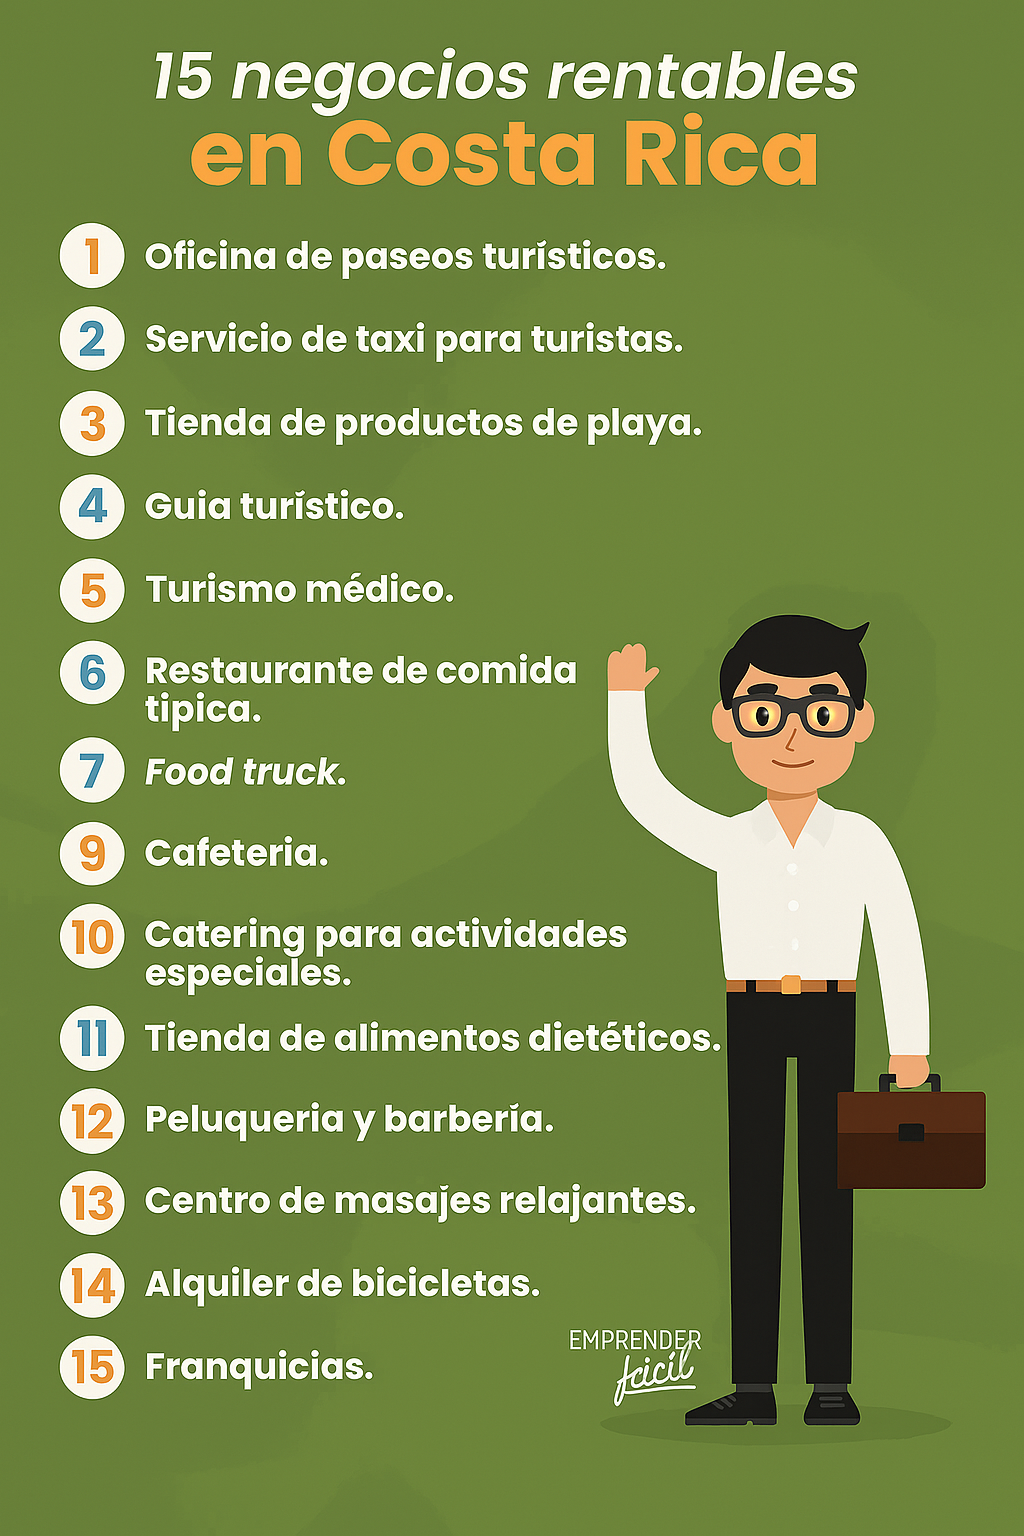 15 negocios rentables
en Costa Rica
1 Oficina de paseos turísticos.
2 Servicio de taxi para turistas.
3 Tienda de productos de playa.
4 Guia turístico.
5 Turismo médico.
6 Restaurante de comida
tipica.
7 Food truck.
9 Cafeteria.
10 Catering para actividades
especiales.
11 Tienda de alimentos dietéticos.
12 Peluqueria y barbería.
13 Centro de masajes relajantes.
14 Alquiler de bicicletas.
15 Franquicias.
EMPRENDER
fácil